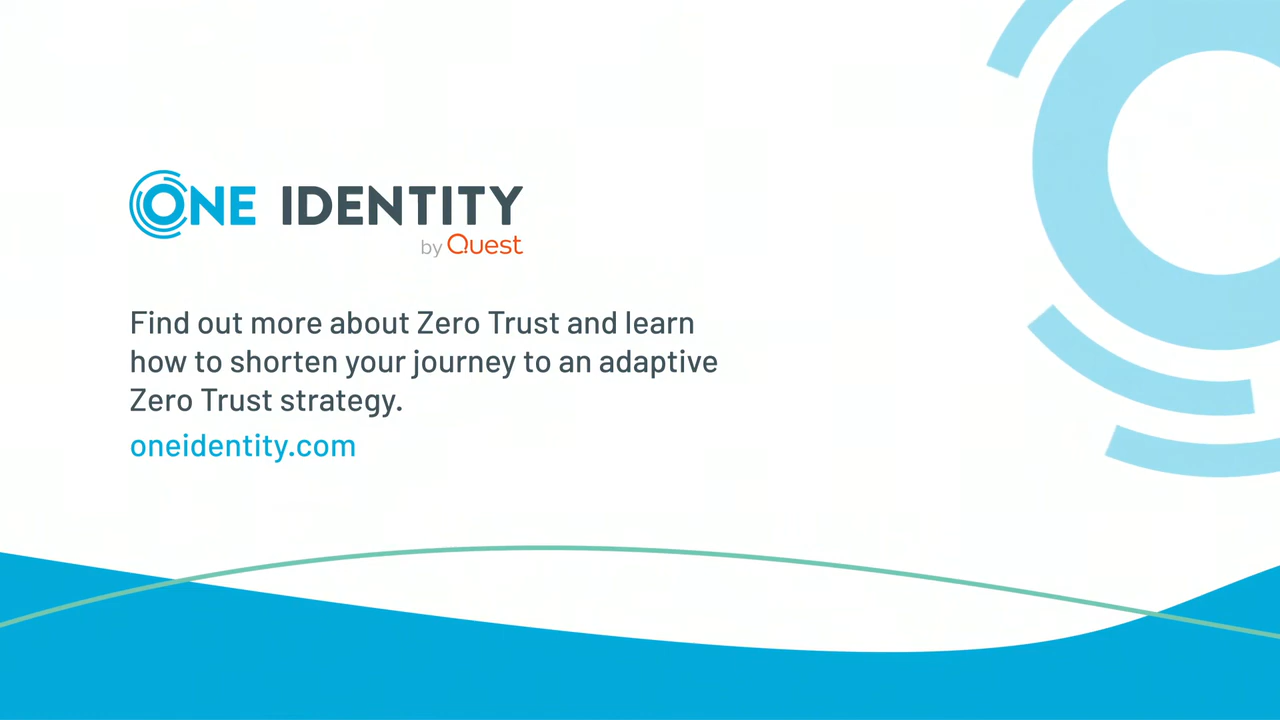 ONE IDENTITY
by Quest
Find out more about Zero Trust and learn
how to shorten your journey to an adaptive
Zero Trust strategy.
oneidentity.com